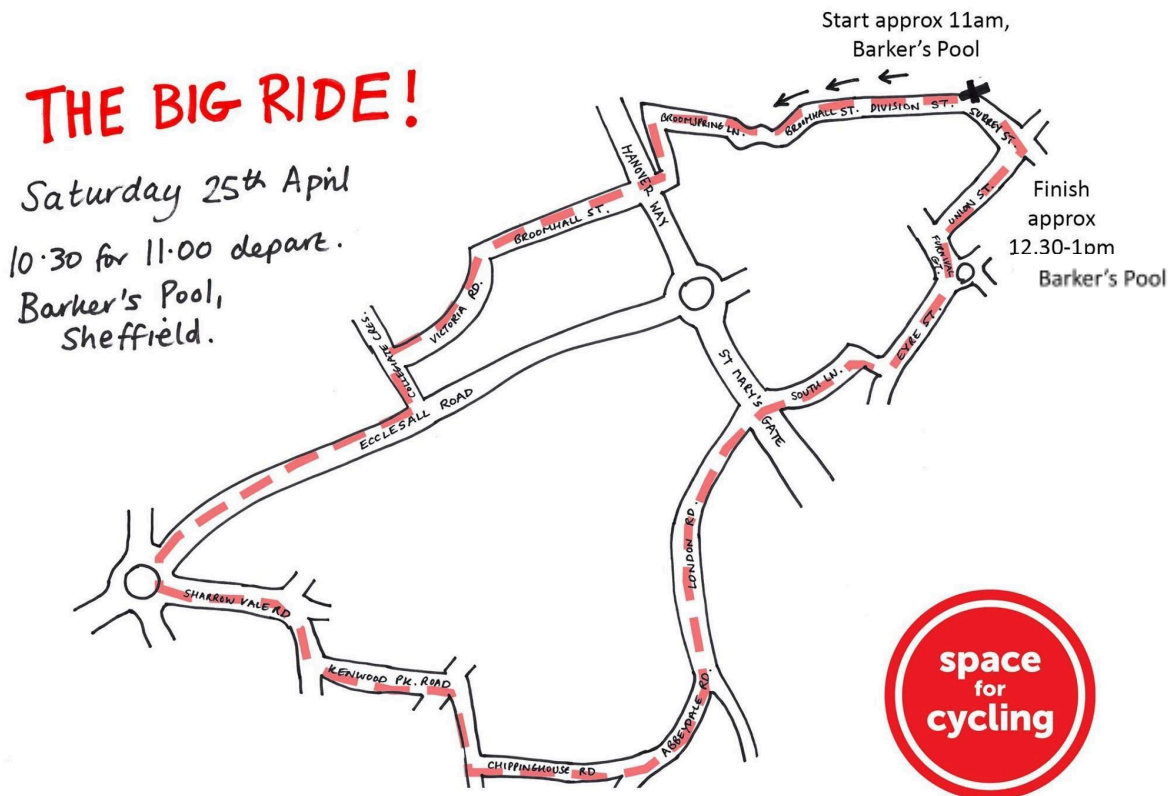 THE BIG RIDE!
Saturday 25th April
10.30 for 11.00 depart.
Barker's Pool,
Sheffield.
Start approx 11am,
Barker's Pool
BROOMSPRING LN.
BROOMHALL ST.
DIVISION ST.
SURREY ST.
UNION ST.
Finish
approx
12.30-1pm
Barker's Pool
FURNIVAL
GT.
EYRE ST.
SOUTH LN.
HANOVER WAY
BROOMHALL ST.
VICTORIA RD.
COLLEGIATE CRES.
ECCLESALL ROAD
ST MARY'S
GATE
LONDON RD.
SHARROW VALE RD
KENWOOD PK. ROAD
CHIPPINGHOUSE RD
ABBEYDALE RD.
space
for
cycling